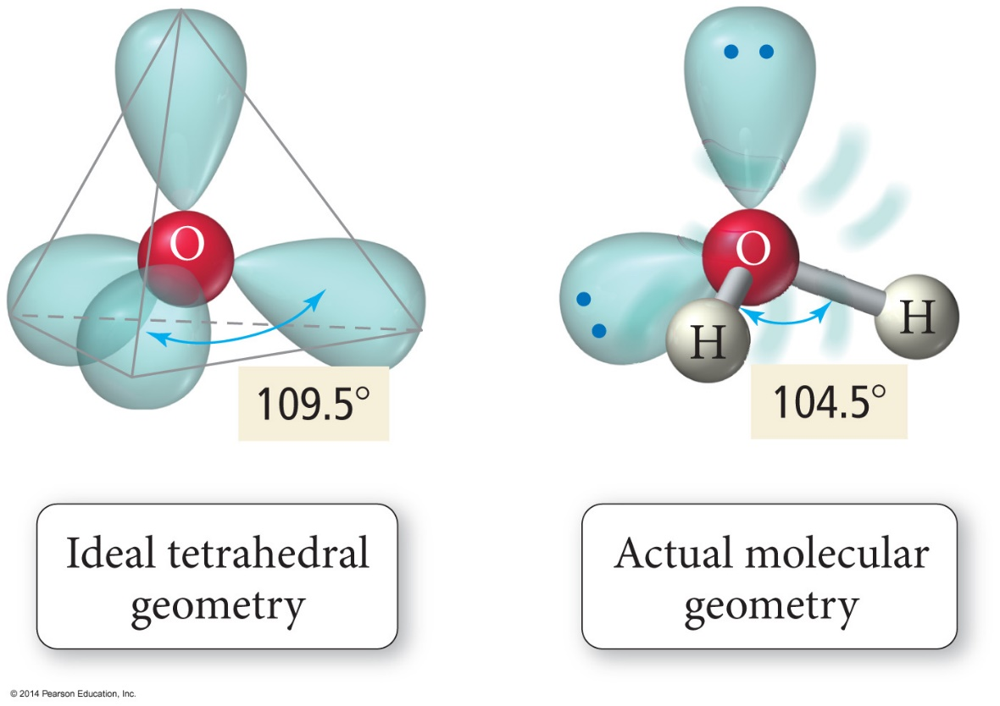 O
O
H
H
109.5°
104.5°
Ideal tetrahedral
geometry
Actual molecular
geometry
© 2014 Pearson Education, Inc.